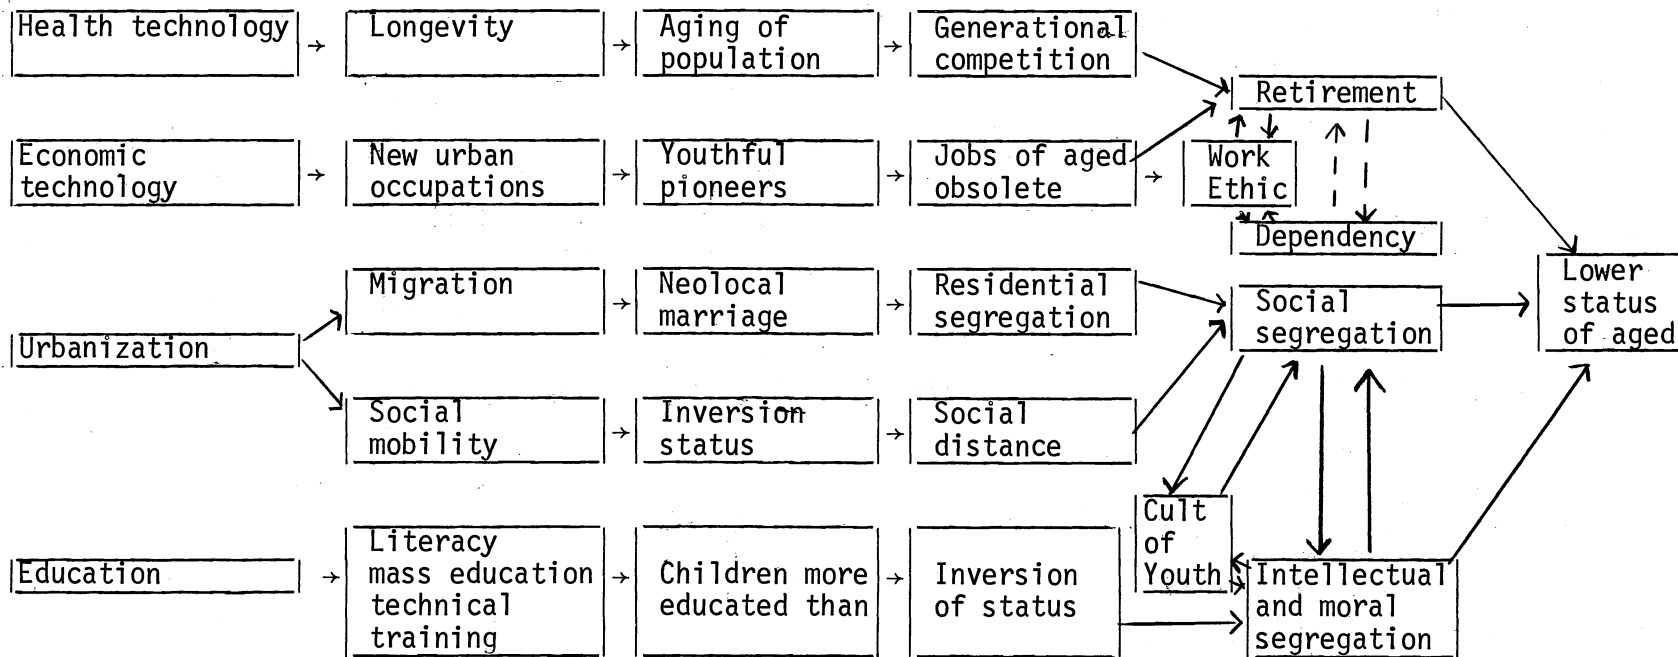 Health technology
Longevity
Aging of
population
Generational
competition
Retirement
Economic
technology
New urban
occupations
Youthful
pioneers
Jobs of aged
obsolete
Work
Ethic
Dependency
Urbanization
Migration
Neolocal
marriage
Residential
segregation
Social
segregation
Lower
status
of aged
Social
mobility
Inversion
status
Social
distance
Cult
of
Youth
Education
Literacy
mass education
technical
training
Children more
educated than
Inversion
of status
Intellectual
and moral
segregation